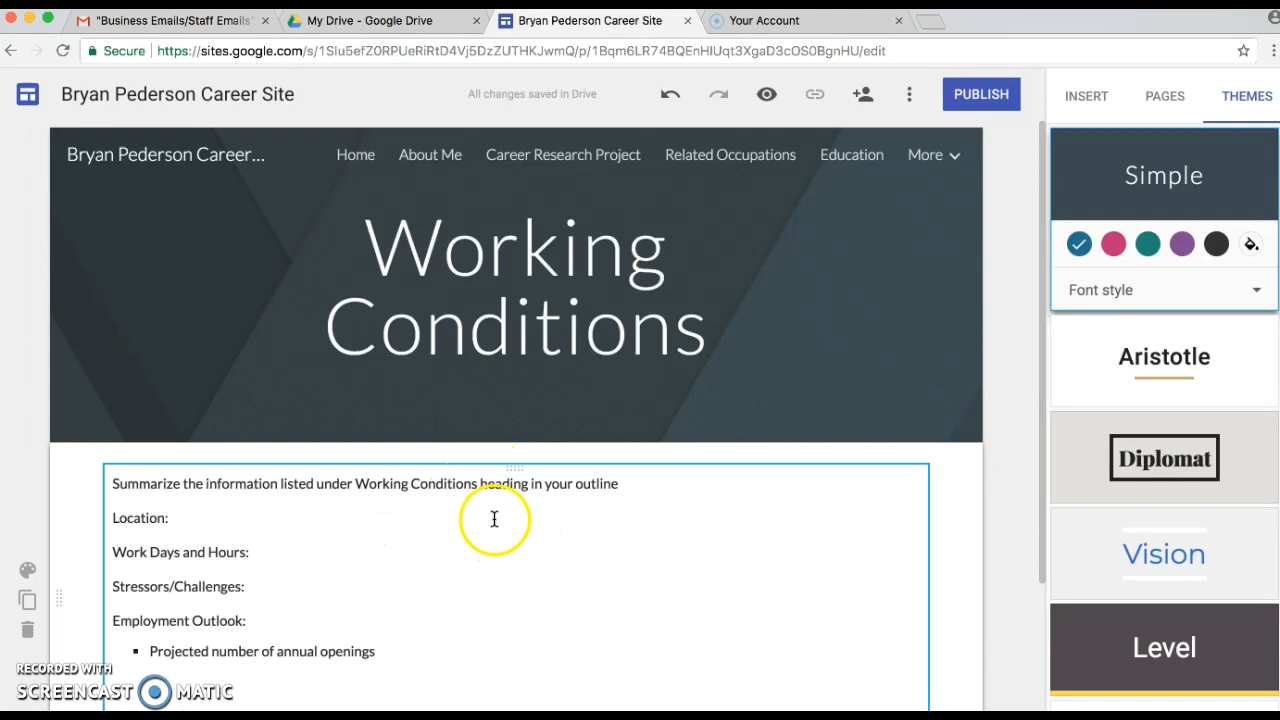 "Business Emails/Staff Emails"
My Drive - Google Drive
Bryan Pederson Career Site
Your Account
Secure
https://sites.google.com/s/1Slu5efZ0RPUeRiRtD4Vj5DzZUTHKJwmQ/p/1Bqm6LR74BQEnHIUqt3XgaD3cOS0BgnHU/edit
Bryan Pederson Career Site
All changes saved in Drive
PUBLISH
INSERT
PAGES
THEMES
Bryan Pederson Career...
Home
About Me
Career Research Project
Related Occupations
Education
More
Working
Conditions
Simple
Font style
Aristotle
Diplomat
Vision
Level
Summarize the information listed under Working Conditions heading in your outline
Location:
Work Days and Hours:
Stressors/Challenges:
Employment Outlook:
Projected number of annual openings
RECORDED WITH
SCREENCAST MATIC